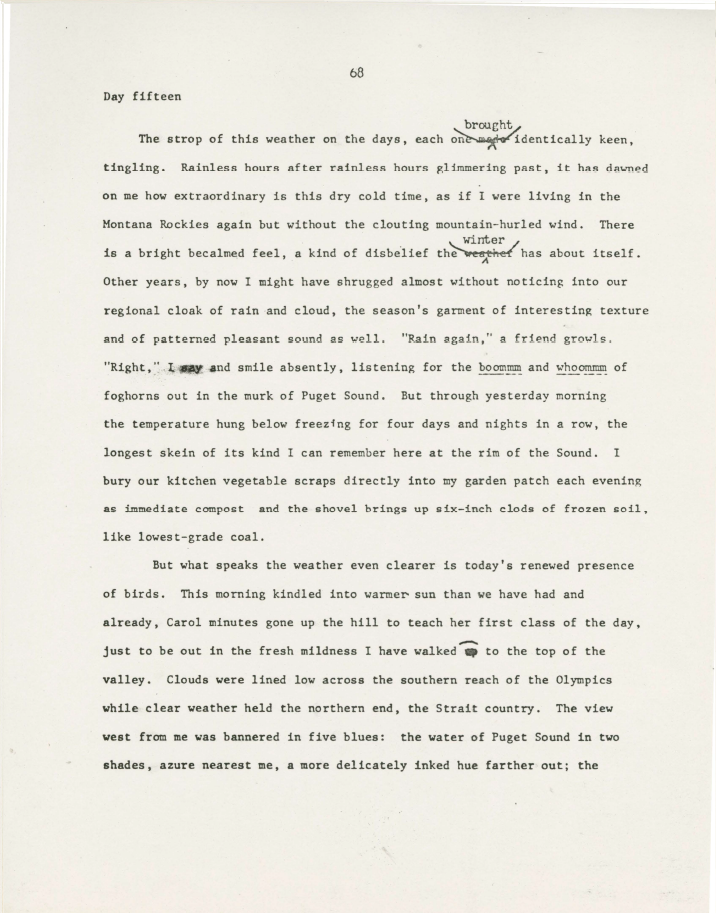 68
Day fifteen
brought
The strop of this weather on the days, each one made identically keen,
tingling. Rainless hours after rainless hours glimmering past, it has dawned
on me how extraordinary is this dry cold time, as if I were living in the
Montana Rockies again but without the clouting mountain-hurled wind. There
winter
is a bright becalmed feel, a kind of disbelief the weather has about itself.
Other years, by now I might have shrugged almost without noticing into our
regional cloak of rain and cloud, the season's garment of interesting texture
and of patterned pleasant sound as well. "Rain again," a friend growls.
"Right," I say and smile absently, listening for the boommm and whoommm of
foghorns out in the murk of Puget Sound. But through yesterday morning
the temperature hung below freezing for four days and nights in a row, the
longest skein of its kind I can remember here at the rim of the Sound. I
bury our kitchen vegetable scraps directly into my garden patch each evening
as immediate compost and the shovel brings up six-inch clods of frozen soil,
like lowest-grade coal.
But what speaks the weather even clearer is today's renewed presence
of birds. This morning kindled into warmer sun than we have had and
already, Carol minutes gone up the hill to teach her first class of the day,
just to be out in the fresh mildness I have walked up to the top of the
valley. Clouds were lined low across the southern reach of the Olympics
while clear weather held the northern end, the Strait country. The view
west from me was bannered in five blues: the water of Puget Sound in two
shades, azure nearest me, a more delicately inked hue farther out; the